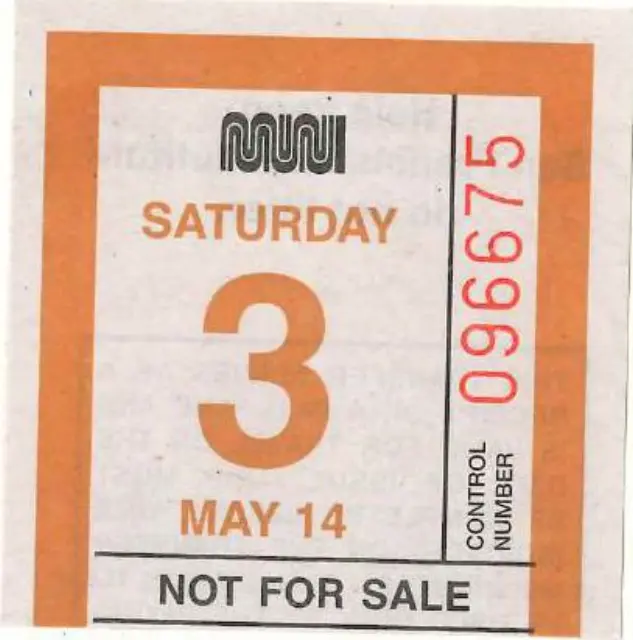 MUNI
SATURDAY
3
MAY 14
NOT FOR SALE
CONTROL
NUMBER
096675